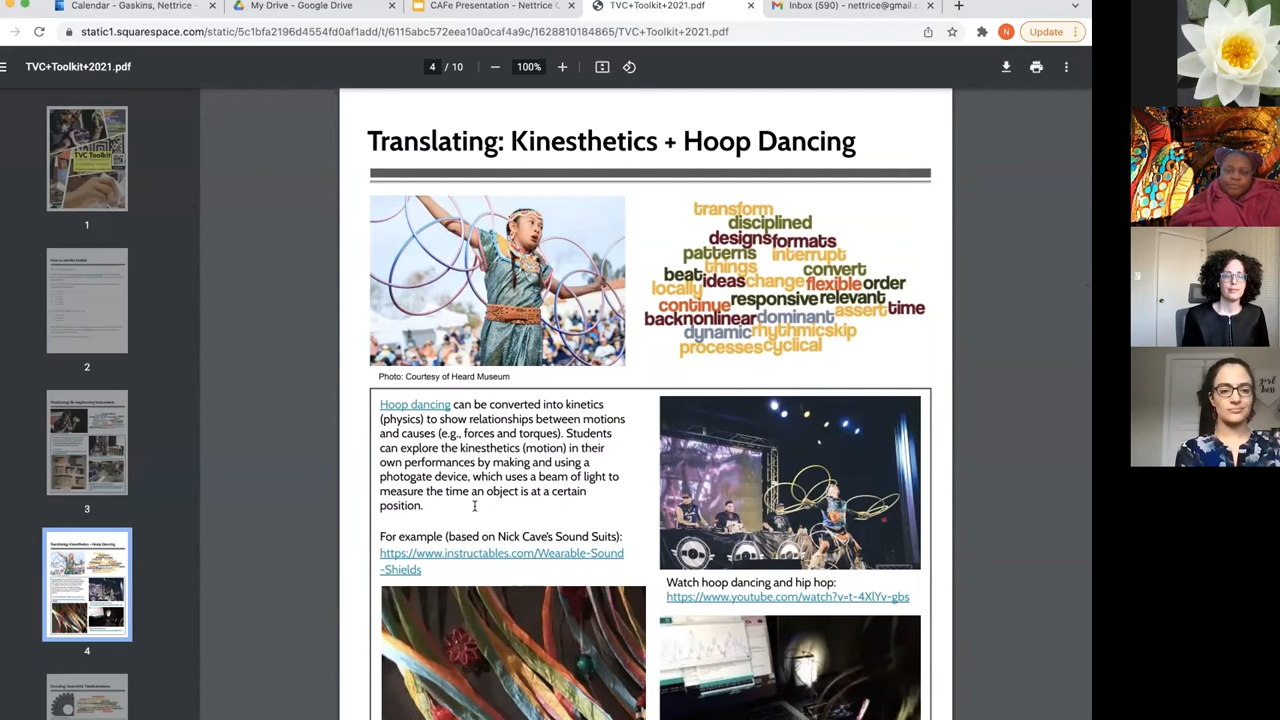 Calendar - Gaskins, Nettrice -
My Drive - Google Drive
CAFe Presentation - Nettrice
TVC+Toolkit+2021.pdf
Inbox (590) - nettrice@gmail.c
static1.squarespace.com/static/5c1bfa2196d4554fd0af1add/t/6115abc572eea10a0caf4a9c/1628810184865/TVC+Toolkit+2021.pdf
N
Update
TVC+Toolkit+2021.pdf
4 / 10
100%
1
2
3
4
Translating: Kinesthetics + Hoop Dancing
Photo: Courtesy of Heard Museum
transform
disciplined
designs formats
patterns interrupt
things convert
beat ideas change flexible order
locally
continue responsive relevant
assert time
back nonlinear dominant
dynamic rhythmic skip
processes cyclical
Hoop dancing can be converted into kinetics
(physics) to show relationships between motions
and causes (e.g., forces and torques). Students
can explore the kinesthetics (motion) in their
own performances by making and using a
photogate device, which uses a beam of light to
measure the time an object is at a certain
position.
For example (based on Nick Cave's Sound Suits):
https://www.instructables.com/Wearable-Sound
-Shields
Watch hoop dancing and hip hop:
https://www.youtube.com/watch?v=t-4XlYv-gbs